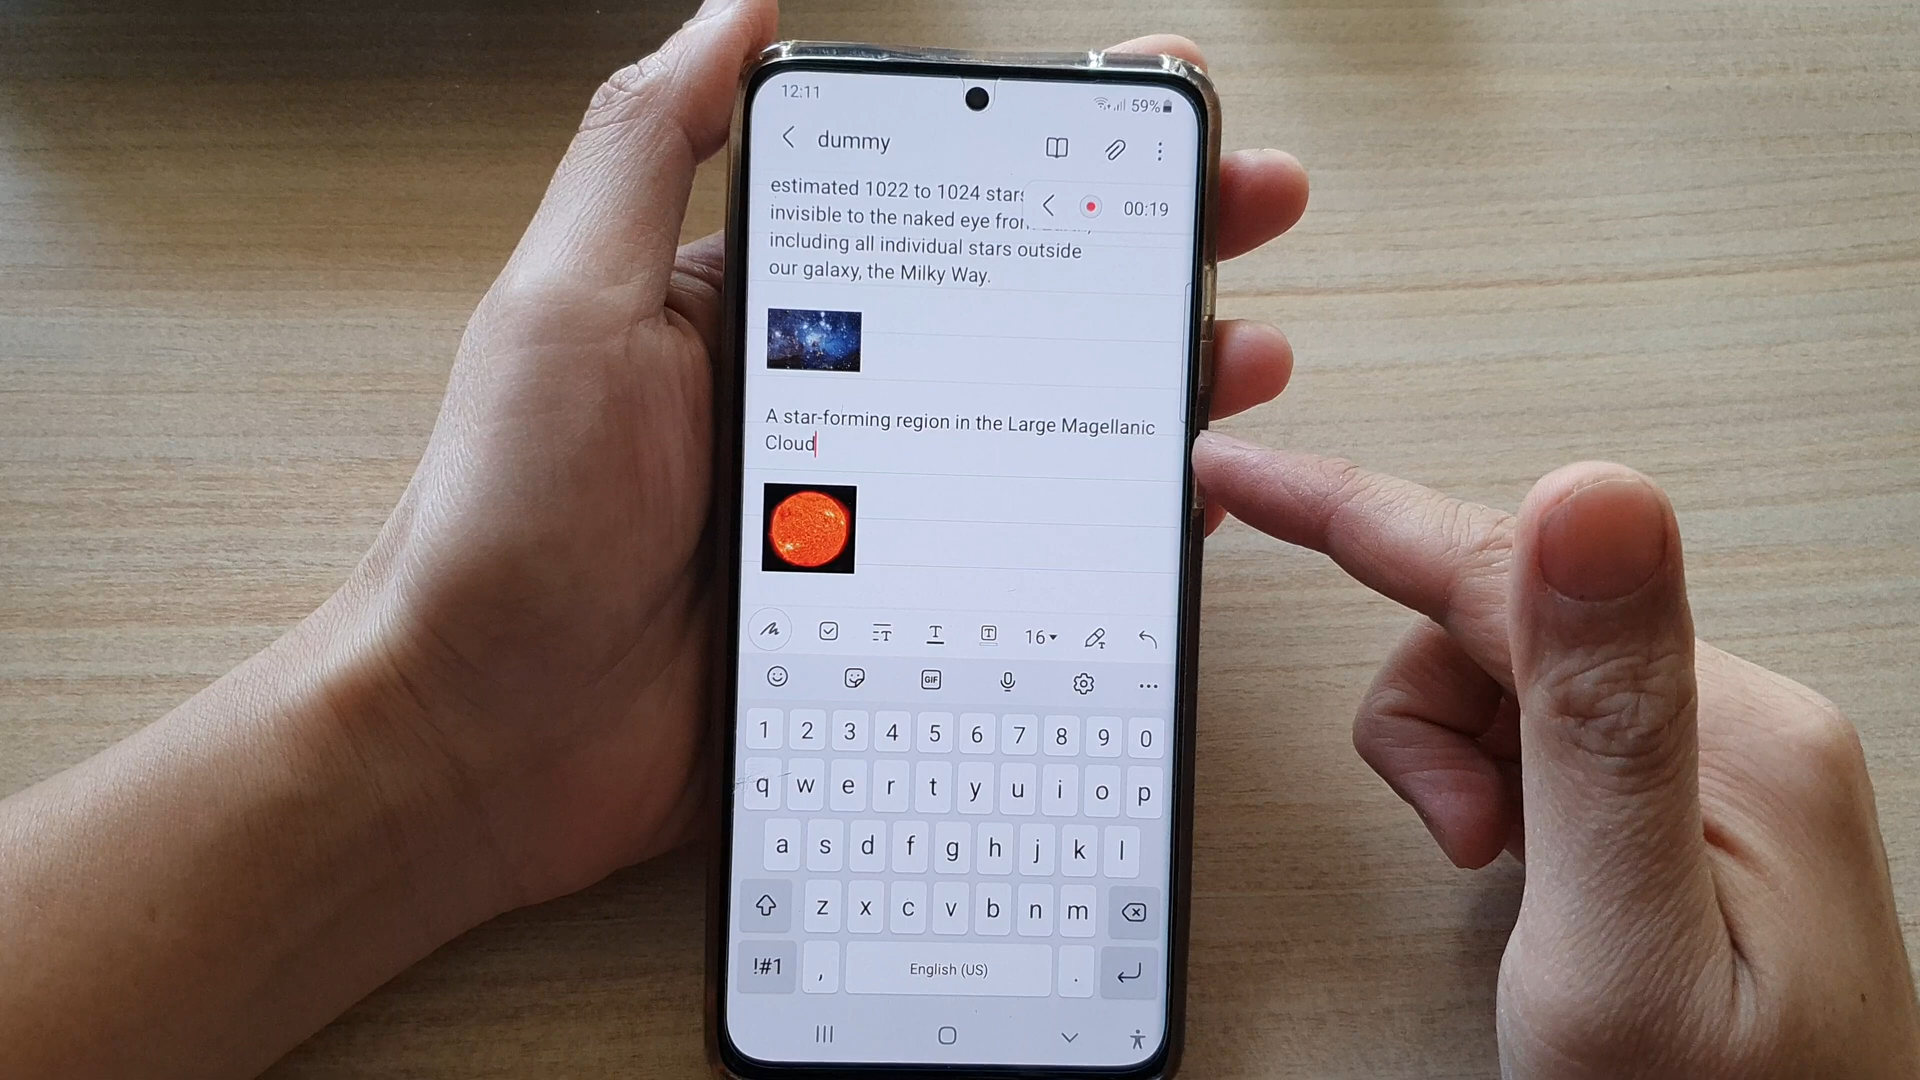 12:11
59%
dummy
estimated 1022 to 1024 stars
00:19
invisible to the naked eye
including all individual stars outside
our galaxy, the Milky Way.
A star-forming region in the Large Magellanic
Cloud
16
GIF
1 2 3 4 5 6 7 8 9 0
q w e r t y u i o p
a s d f g h j k l
z x c v b n m
!#1 , English (US) .